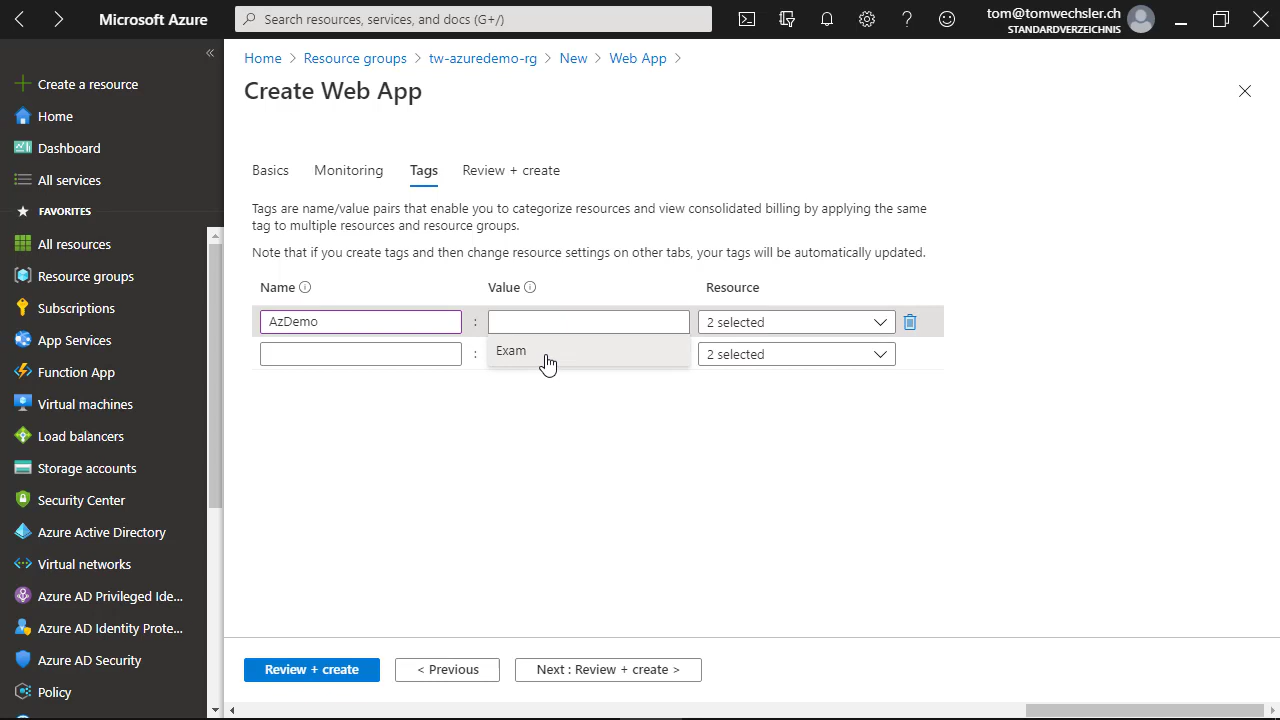 Microsoft Azure
Search resources, services, and docs (G+/)
tom@tomwechsler.ch
STANDARDVERZEICHNIS
Create a resource
Home
Dashboard
All services
FAVORITES
All resources
Resource groups
Subscriptions
App Services
Function App
Virtual machines
Load balancers
Storage accounts
Security Center
Azure Active Directory
Virtual networks
Azure AD Privileged Ide...
Azure AD Identity Prote...
Azure AD Security
Policy
Home > Resource groups > tw-azuredemo-rg > New > Web App >
Create Web App
Basics Monitoring Tags Review + create
Tags are name/value pairs that enable you to categorize resources and view consolidated billing by applying the same
tag to multiple resources and resource groups.
Note that if you create tags and then change resource settings on other tabs, your tags will be automatically updated.
Name Value Resource
AzDemo : 2 selected
Exam
: 2 selected
Review + create < Previous Next : Review + create >